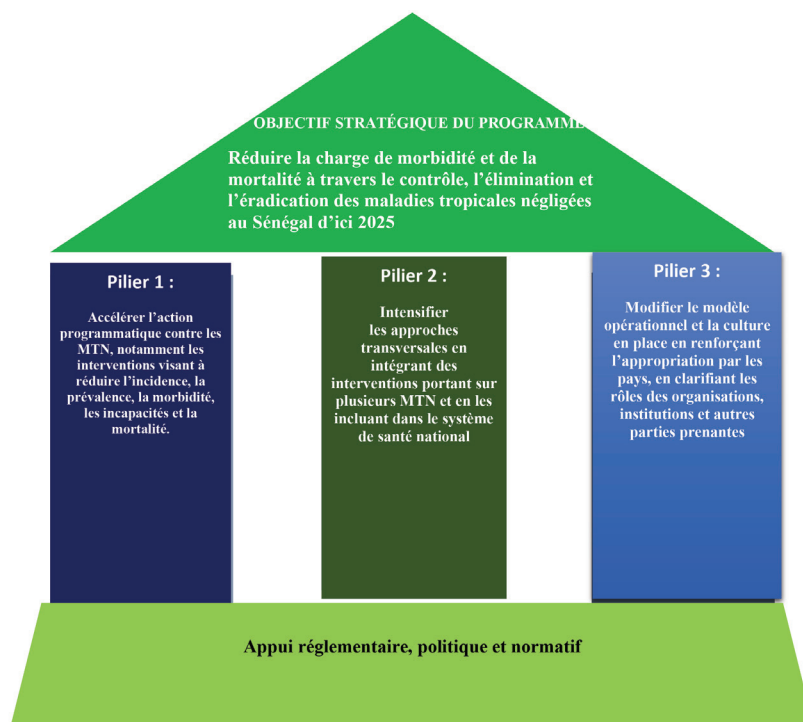 OBJECTIF STRATÉGIQUE DU PROGRAMME
Réduire la charge de morbidité et de la
mortalité à travers le contrôle, l'élimination et
l'éradication des maladies tropicales négligées
au Sénégal d'ici 2025
Pilier 1 :
Accélérer l'action
programmatique contre les
MTN, notamment les
interventions visant à
réduire l'incidence, la
prévalence, la morbidité,
les incapacités et la
mortalité.
Pilier 2 :
Intensifier
les approches
transversales en
intégrant des
interventions portant sur
plusieurs MTN et en les
incluant dans le système
de santé national
Pilier 3 :
Modifier le modèle
opérationnel et la culture
en place en renforçant
l'appropriation par les
pays, en clarifiant les
rôles des organisations,
institutions et autres
parties prenantes
Appui réglementaire, politique et normatif